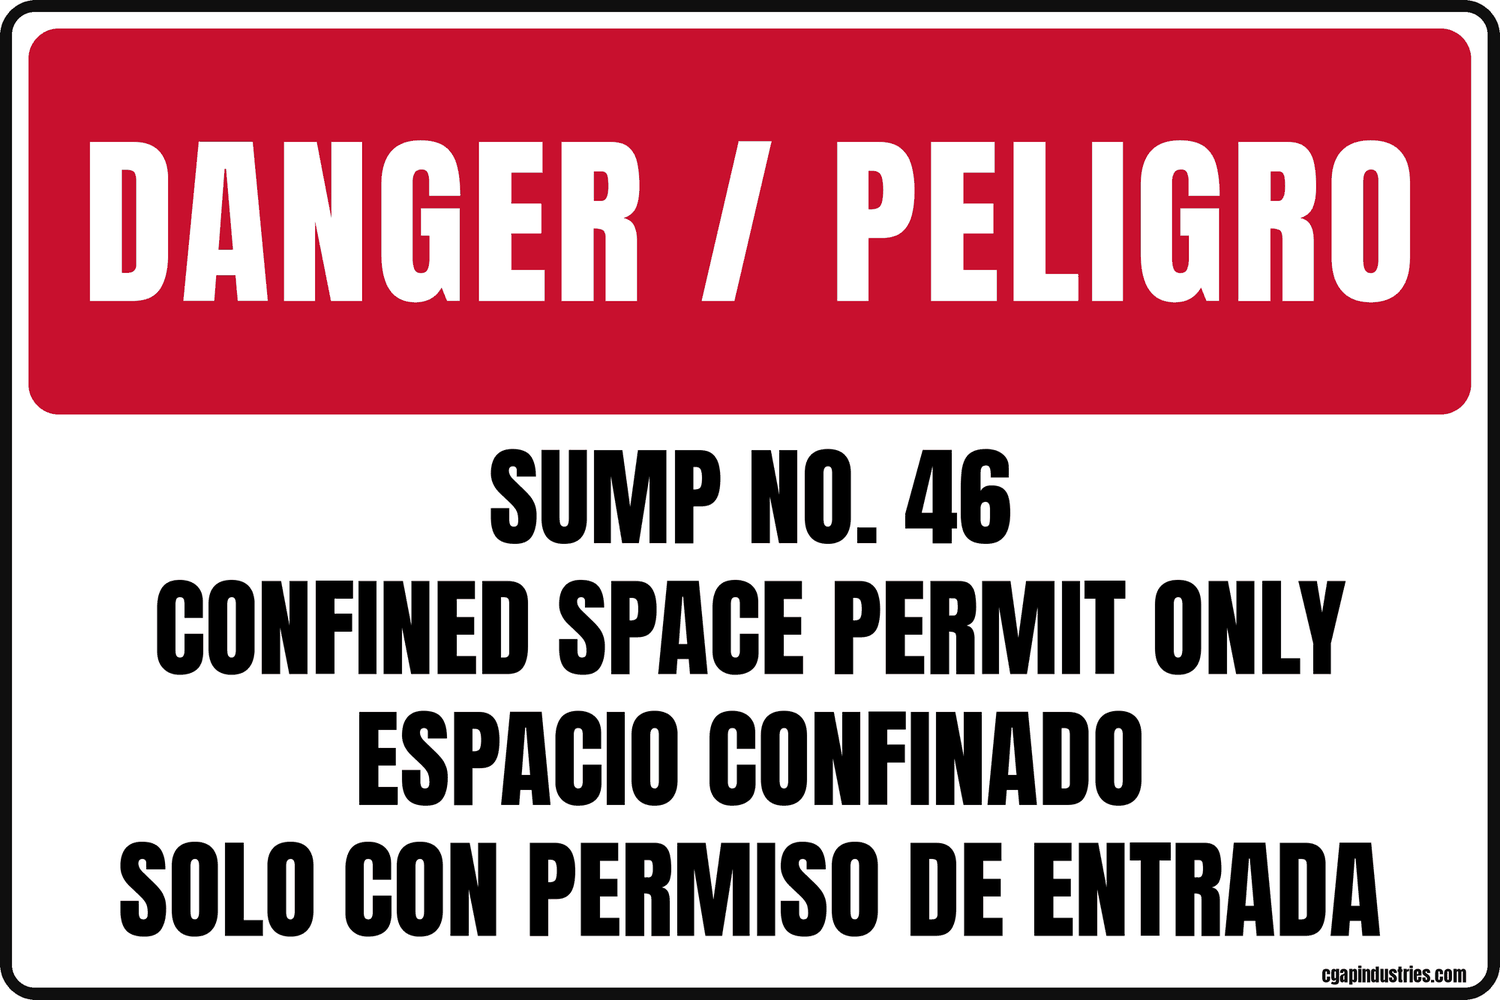 DANGER / PELIGRO
SUMP NO. 46
CONFINED SPACE PERMIT ONLY
ESPACIO CONFINADO
SOLO CON PERMISO DE ENTRADA
cgapindustries.com